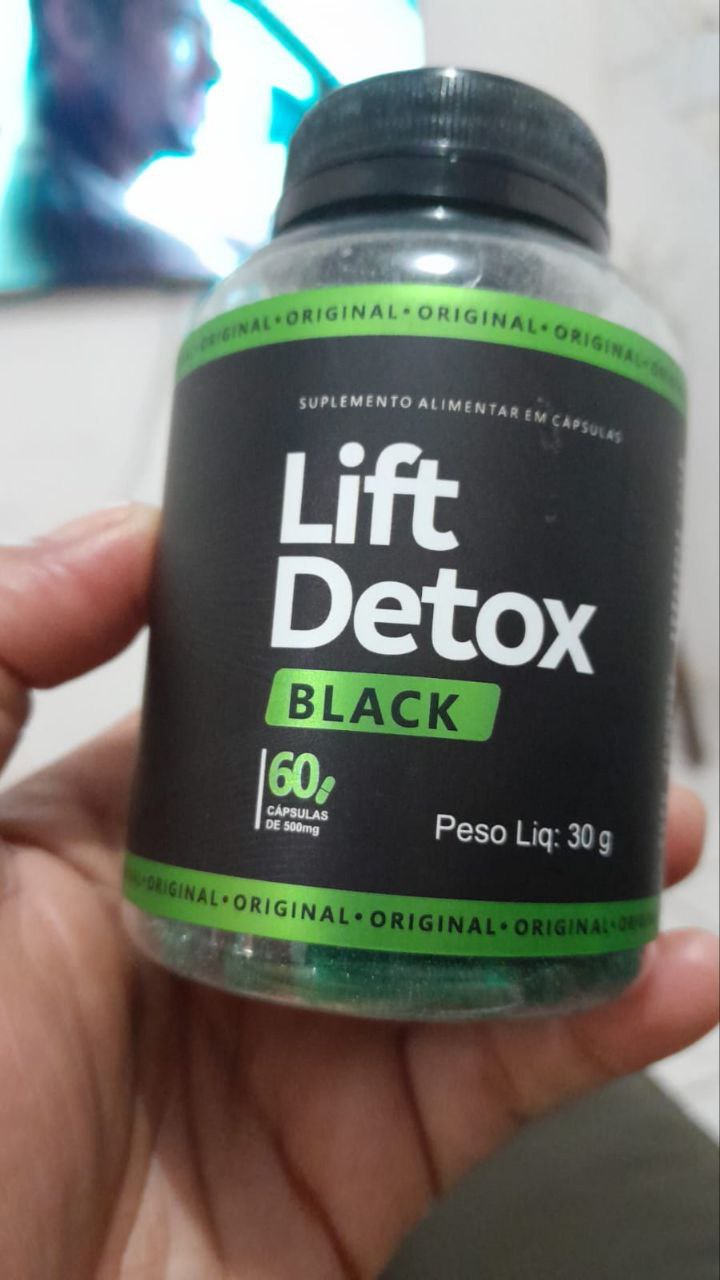 ORIGINAL • ORIGINAL • ORIGINAL • ORIGINAL
SUPLEMENTO ALIMENTAR EM CÁPSULAS
Lift
Detox
BLACK
60
CÁPSULAS
DE 500mg
Peso Liq: 30 g
ORIGINAL • ORIGINAL • ORIGINAL